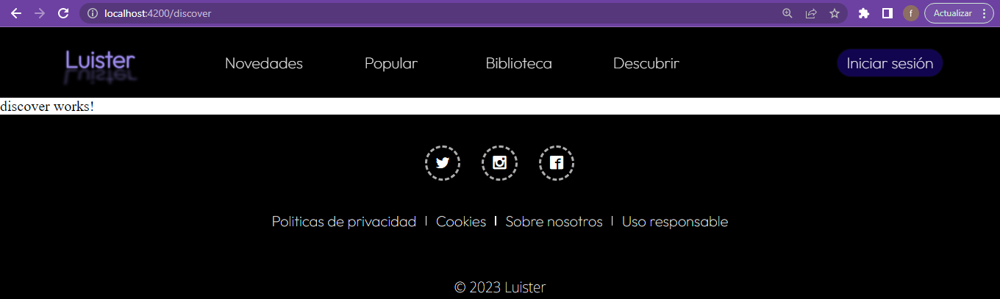 localhost:4200/discover
f
Actualizar
Luister
Novedades
Popular
Biblioteca
Descubrir
Iniciar sesión
discover works!
Politicas de privacidad | Cookies | Sobre nosotros | Uso responsable
© 2023 Luister